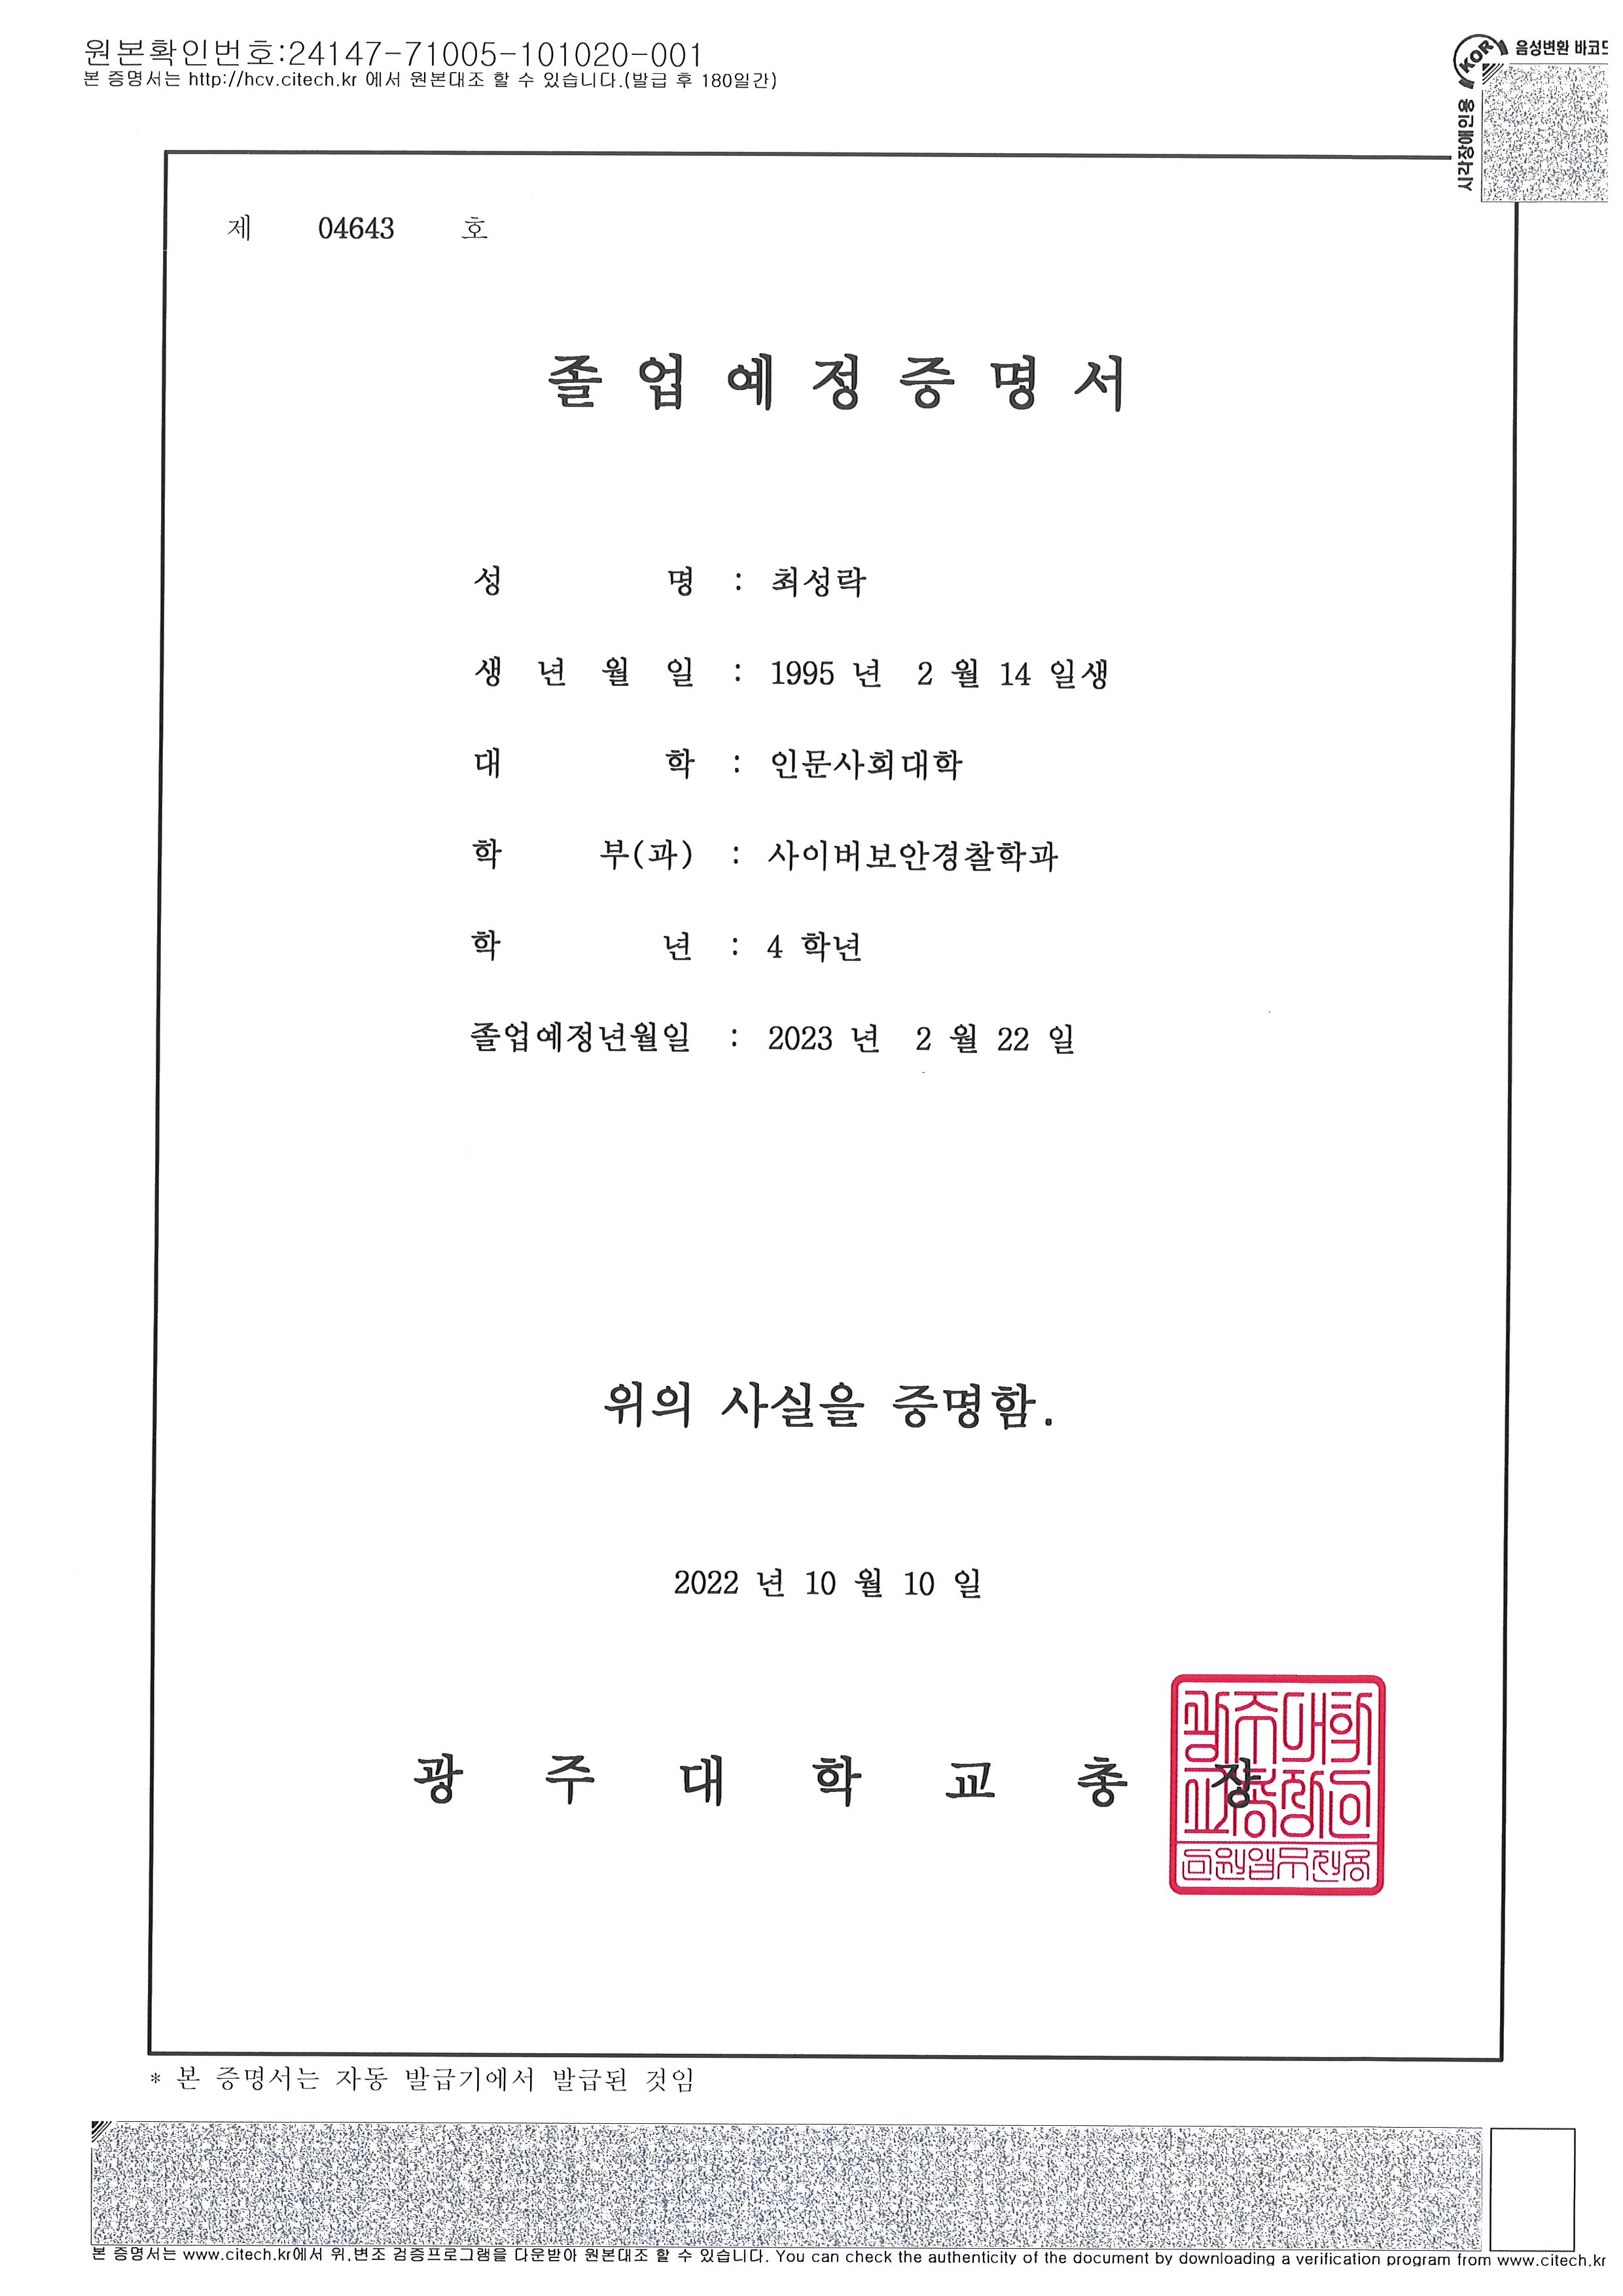 원본확인번호:24147-71005-101020-001
본 증명서는 http://hcv.citech.kr 에서 원본대조 할 수 있습니다.(발급 후 180일간)
KOR 음성변환 바코드
시각장애인용
제 04643 호
졸업예정증명서
성 명 : 최성락
생 년 월 일 : 1995 년 2 월 14 일생
대 학 : 인문사회대학
학 부(과) : 사이버보안경찰학과
학 년 : 4 학년
졸업예정년월일 : 2023 년 2 월 22 일
위의 사실을 증명함.
2022 년 10 월 10 일
광 주 대 학 교 총 장
광주대학
교총장인
민원업무전용
* 본 증명서는 자동 발급기에서 발급된 것임
본 증명서는 www.citech.kr에서 위.변조 검증프로그램을 다운받아 원본대조 할 수 있습니다. You can check the authenticity of the document by downloading a verification program from www.citech.kr